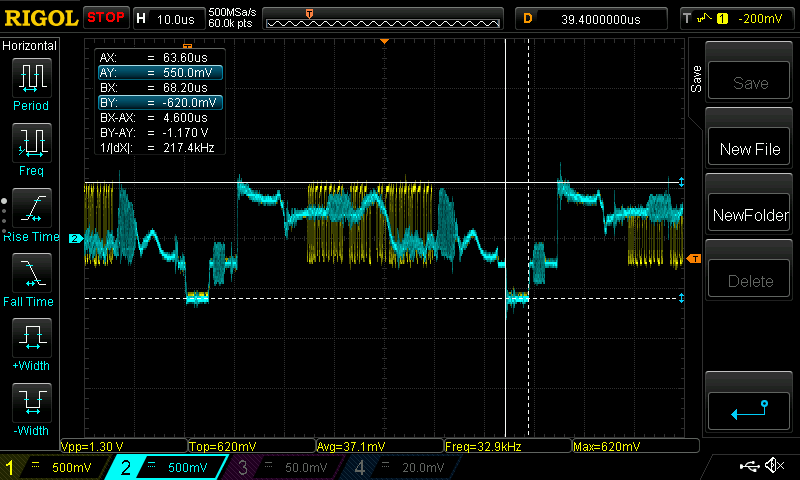 RIGOL STOP H 10.0us 500MSa/s 60.0k pts T D 39.4000000us T 1 -200mV
Horizontal
Period
Freq
Rise Time
Fall Time
+Width
-Width
T
AX: = 63.60us
AY: = 550.0mV
BX: = 68.20us
BY: = -620.0mV
BX-AX: = 4.600us
BY-AY: = -1.170 V
1/|dX|: = 217.4kHz
2
T
Save
Save
New File
NewFolder
Delete
Vpp=1.30 V Top=620mV Avg=37.1mV Freq=32.9kHz Max=620mV
1 500mV 2 500mV 3 50.0mV 4 20.0mV